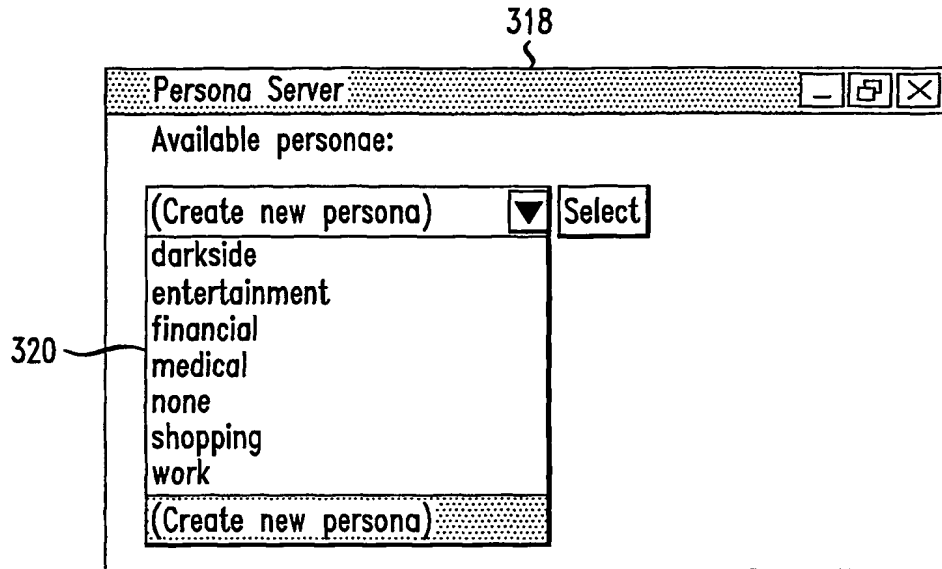 318
Persona Server
Available personae:
(Create new persona) Select
darkside
entertainment
financial
320
medical
none
shopping
work
(Create new persona)